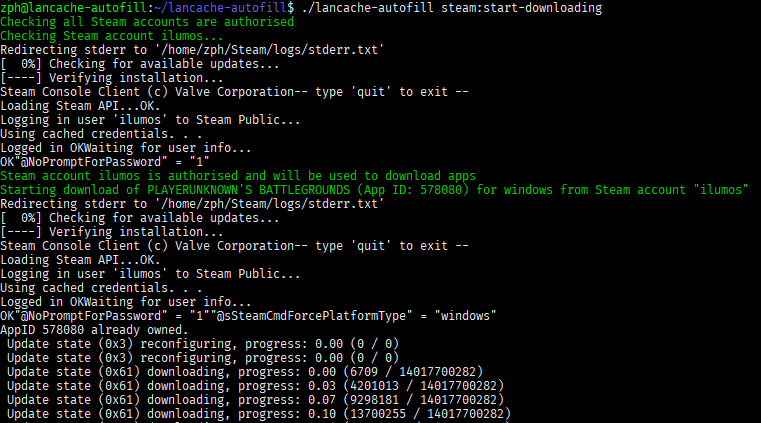 zph@lancache-autofill:~/lancache-autofill$ ./lancache-autofill steam:start-downloading
Checking all Steam accounts are authorised
Checking Steam account ilumos...
Redirecting stderr to '/home/zph/Steam/logs/stderr.txt'
[  0%] Checking for available updates...
[----] Verifying installation...
Steam Console Client (c) Valve Corporation-- type 'quit' to exit --
Loading Steam API...OK.
Logging in user 'ilumos' to Steam Public...
Using cached credentials. . .
Logged in OKWaiting for user info...
OK"@NoPromptForPassword" = "1"
Steam account ilumos is authorised and will be used to download apps
Starting download of PLAYERUNKNOWN'S BATTLEGROUNDS (App ID: 578080) for windows from Steam account "ilumos"
Redirecting stderr to '/home/zph/Steam/logs/stderr.txt'
[  0%] Checking for available updates...
[----] Verifying installation...
Steam Console Client (c) Valve Corporation-- type 'quit' to exit --
Loading Steam API...OK.
Logging in user 'ilumos' to Steam Public...
Using cached credentials. . .
Logged in OKWaiting for user info...
OK"@NoPromptForPassword" = "1""@sSteamCmdForcePlatformType" = "windows"
AppID 578080 already owned.
 Update state (0x3) reconfiguring, progress: 0.00 (0 / 0)
 Update state (0x3) reconfiguring, progress: 0.00 (0 / 0)
 Update state (0x61) downloading, progress: 0.00 (6709 / 14017700282)
 Update state (0x61) downloading, progress: 0.03 (4201013 / 14017700282)
 Update state (0x61) downloading, progress: 0.07 (9298181 / 14017700282)
 Update state (0x61) downloading, progress: 0.10 (13700255 / 14017700282)